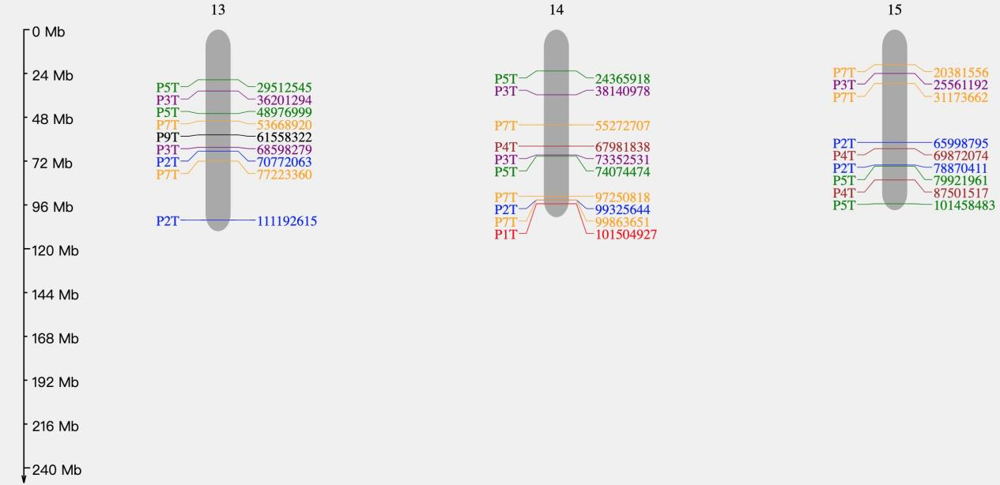 13
14
15
0 Mb
24 Mb
48 Mb
72 Mb
96 Mb
120 Mb
144 Mb
168 Mb
192 Mb
216 Mb
240 Mb
P5T 29512545
P3T 36201294
P5T 48976999
P7T 53668920
P9T 61558322
P3T 68598279
P2T 70772063
P7T 77223360
P2T 111192615
P5T 24365918
P3T 38140978
P7T 55272707
P4T 67981838
P3T 73352531
P5T 74074474
P7T 97250818
P2T 99325644
P7T 99863651
P1T 101504927
P7T 20381556
P3T 25561192
P7T 31173662
P2T 65998795
P4T 69872074
P2T 78870411
P5T 79921961
P4T 87501517
P5T 101458483